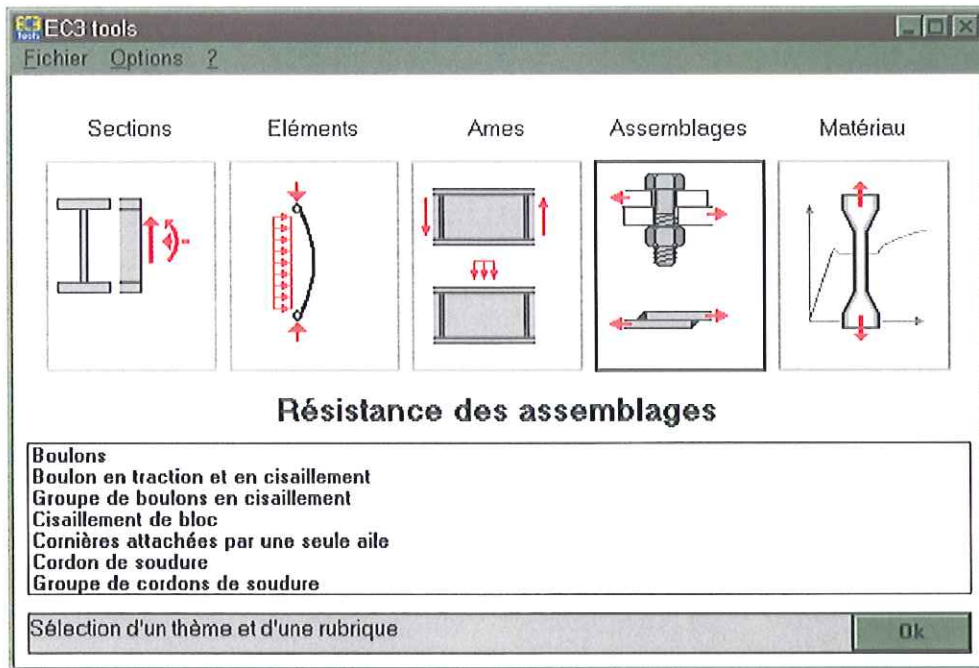 EC3 tools
EC3 tools
Fichier Options ?
Sections Eléments Ames Assemblages Matériau
Résistance des assemblages
Boulons
Boulon en traction et en cisaillement
Groupe de boulons en cisaillement
Cisaillement de bloc
Cornières attachées par une seule aile
Cordon de soudure
Groupe de cordons de soudure
Sélection d'un thème et d'une rubrique
Ok